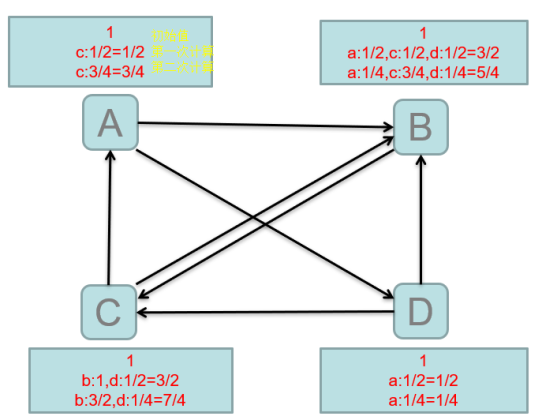 1
初始值
c:1/2=1/2
第一次计算
c:3/4=3/4
第二次计算
1
a:1/2,c:1/2,d:1/2=3/2
a:1/4,c:3/4,d:1/4=5/4
A
B
C
D
1
b:1,d:1/2=3/2
b:3/2,d:1/4=7/4
1
a:1/2=1/2
a:1/4=1/4